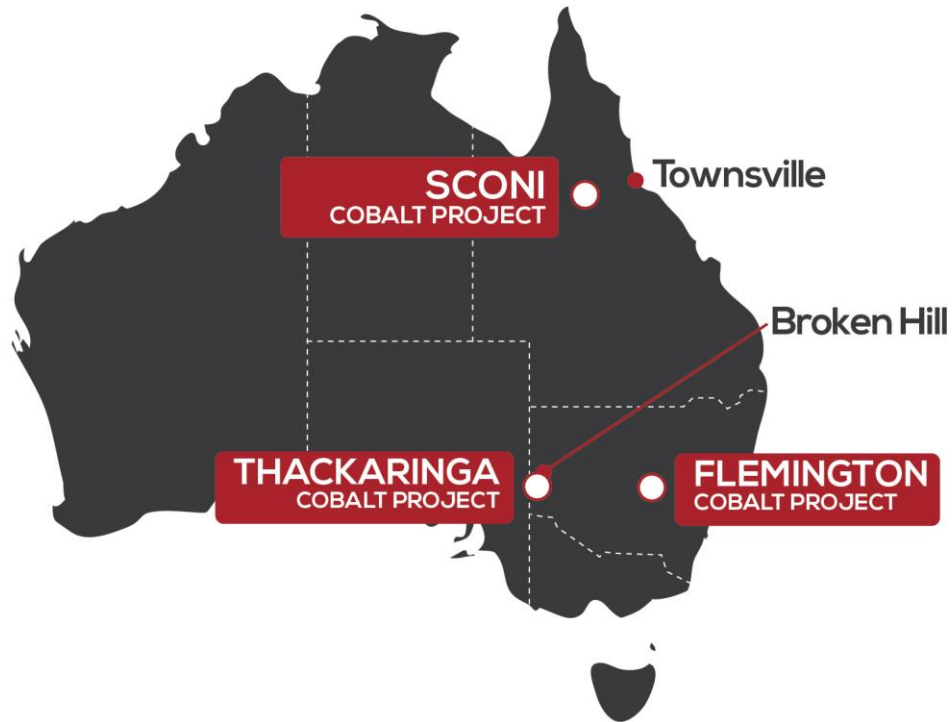 SCONI
COBALT PROJECT
Townsville
Broken Hill
THACKARINGA
COBALT PROJECT
FLEMINGTON
COBALT PROJECT